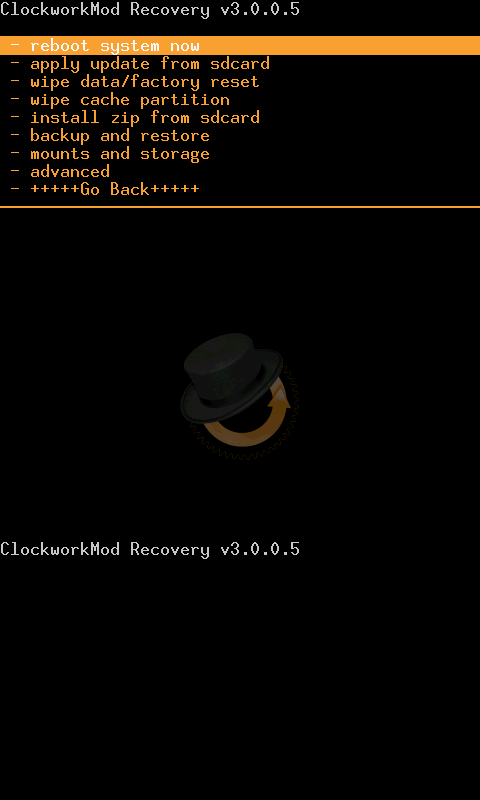 ClockworkMod Recovery v3.0.0.5
- reboot system now
- apply update from sdcard
- wipe data/factory reset
- wipe cache partition
- install zip from sdcard
- backup and restore
- mounts and storage
- advanced
- +++++Go Back+++++
ClockworkMod Recovery v3.0.0.5